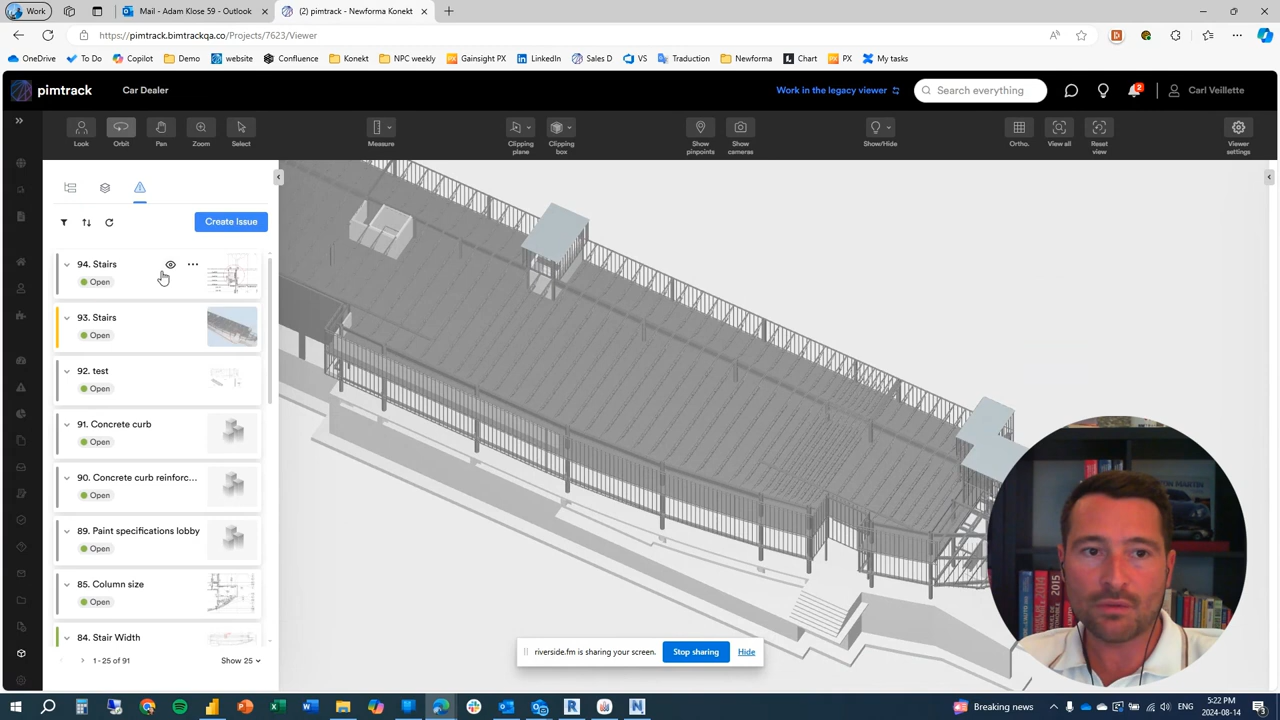 Work
Adam Klose 59 - Outlook
(2) pimtrack - Newforma Konekt
https://pimtrack.bimtrackqa.co/Projects/7623/Viewer
OneDrive
To Do
Copilot
Demo
website
Confluence
Konekt
NPC weekly
Gainsight PX
LinkedIn
Sales D
VS
Traduction
Newforma
Chart
PX
My tasks
pimtrack
Car Dealer
Work in the legacy viewer
Search everything
2
Carl Veillette
Look
Orbit
Pan
Zoom
Select
Measure
Clipping plane
Clipping box
Show pinpoints
Show cameras
Show/Hide
Ortho.
View all
Reset view
Viewer settings
Create Issue
94. Stairs
Open
93. Stairs
Open
92. test
Open
91. Concrete curb
Open
90. Concrete curb reinforc...
Open
89. Paint specifications lobby
Open
85. Column size
Open
84. Stair Width
1-25 of 91
Show 25
riverside.fm is sharing your screen.
Stop sharing
Hide
Breaking news
5:22 PM
2024-08-14
3